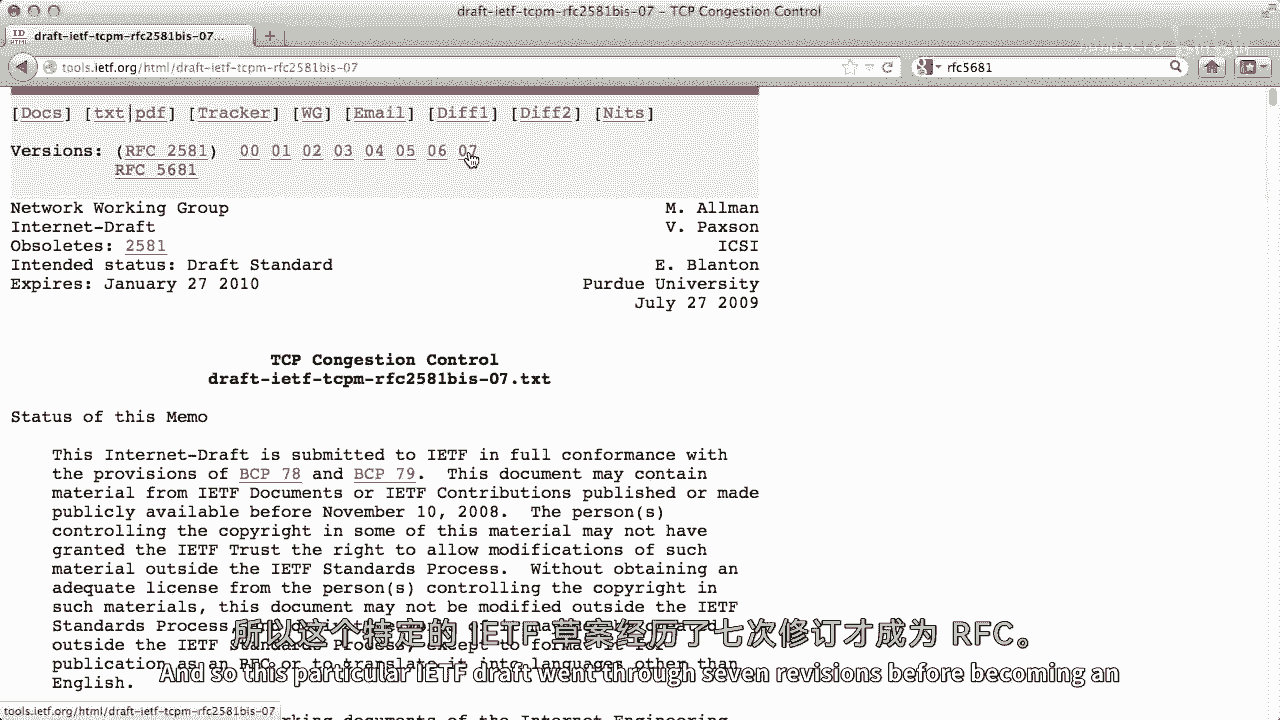 draft-ietf-tcpm-rfc2581bis-07 – TCP Congestion Control
draft-ietf-tcpm-rfc2581bis-07...
tools.ietf.org/html/draft-ietf-tcpm-rfc2581bis-07
rfc5681
[Docs] [txt|pdf] [Tracker] [WG] [Email] [Diff1] [Diff2] [Nits]
Versions: (RFC 2581) 00 01 02 03 04 05 06 07
RFC 5681
Network Working Group M. Allman
Internet-Draft V. Paxson
Obsoletes: 2581 ICSI
Intended status: Draft Standard E. Blanton
Expires: January 27 2010 Purdue University
July 27 2009
TCP Congestion Control
draft-ietf-tcpm-rfc2581bis-07.txt
Status of this Memo
This Internet-Draft is submitted to IETF in full conformance with
the provisions of BCP 78 and BCP 79. This document may contain
material from IETF Documents or IETF Contributions published or made
publicly available before November 10, 2008. The person(s)
controlling the copyright in some of this material may not have
granted the IETF Trust the right to allow modifications of such
material outside the IETF Standards Process. Without obtaining an
adequate license from the person(s) controlling the copyright in
such materials, this document may not be modified outside the IETF
Standards Process,
所以这个特定的 IETF 草案经历了七次修订才成为 RFC。
outside the IETF Standards Process, except to format it for
publication as an RFC or to translate it into languages other than
And so this particular IETF draft went through seven revisions before becoming an
English.
tools.ietf.org/html/draft-ietf-tcpm-rfc2581bis-07
king documents of the Internet Engineering